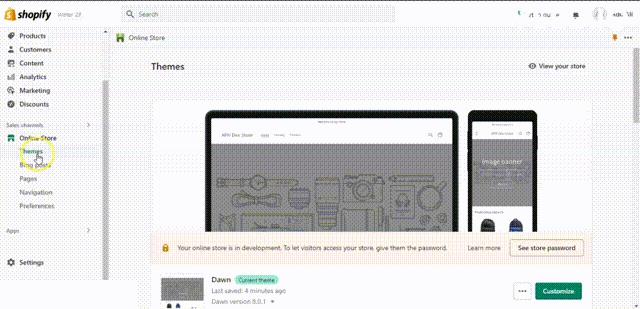 shopify Winter '23
Search
Products
Customers
Content
Analytics
Marketing
Discounts
Sales channels
Online Store
Themes
Blog posts
Pages
Navigation
Preferences
Apps
Settings
Online Store
Themes
View your store
Image banner
Your online store is in development. To let visitors access your store, give them the password.
Learn more
See store password
Dawn Current theme
Last saved: 4 minutes ago
Dawn version 8.0.1
Customize